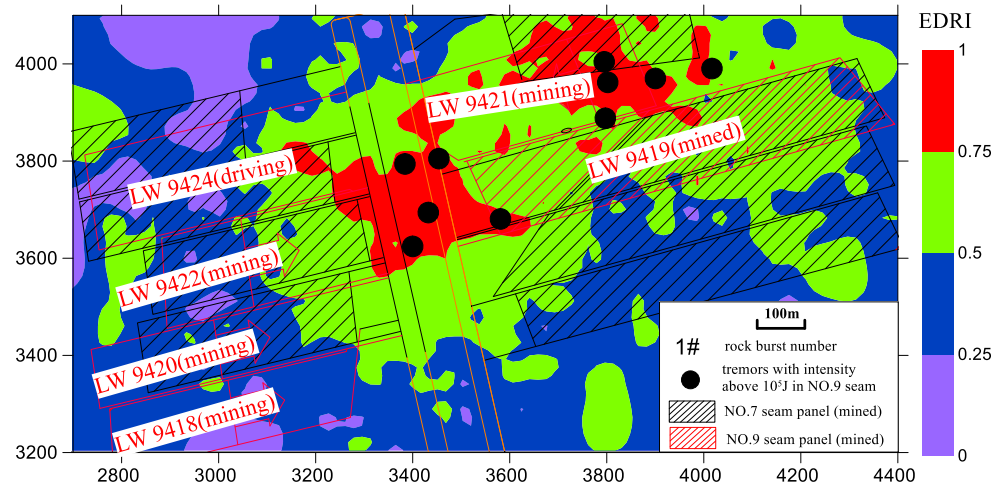 EDRI
1
0.75
0.5
0.25
0
4000
3800
3600
3400
3200
2800
3000
3200
3400
3600
3800
4000
4200
4400
LW 9421(mining)
LW 9419(mined)
LW 9424(driving)
LW 9422(mining)
LW 9420(mining)
LW 9418(mining)
100m
1# rock burst number
tremors with intensity
above 10⁵J in NO.9 seam
NO.7 seam panel (mined)
NO.9 seam panel (mined)